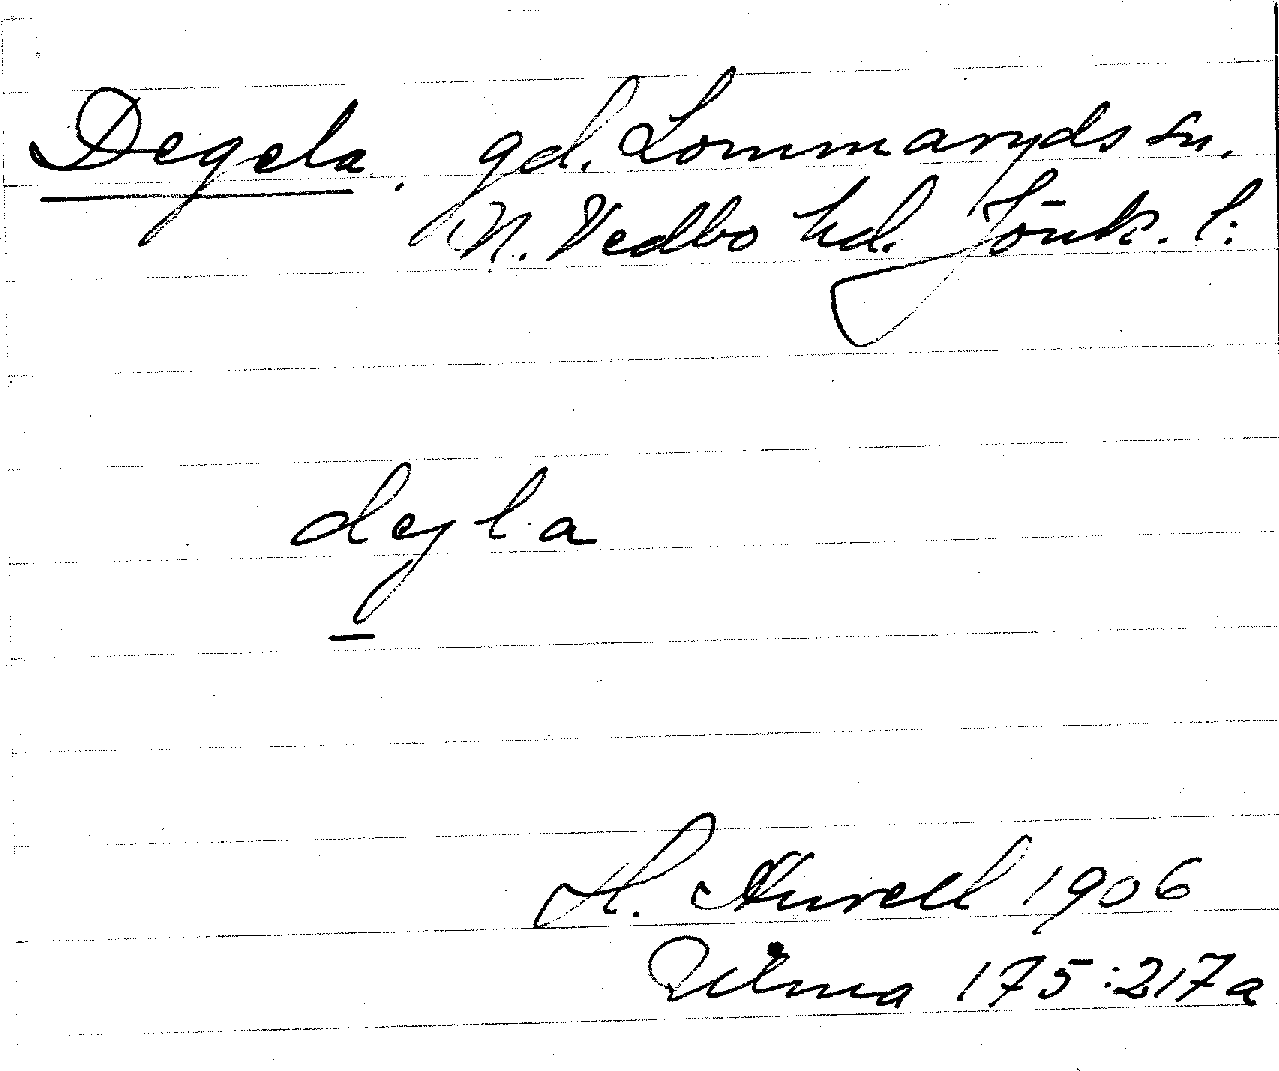 Degela, gd. Lommaryds sn.
N. Vedbo hd. Jönk. l:
degla
H. Aurell 1906
Ulma 175:217a